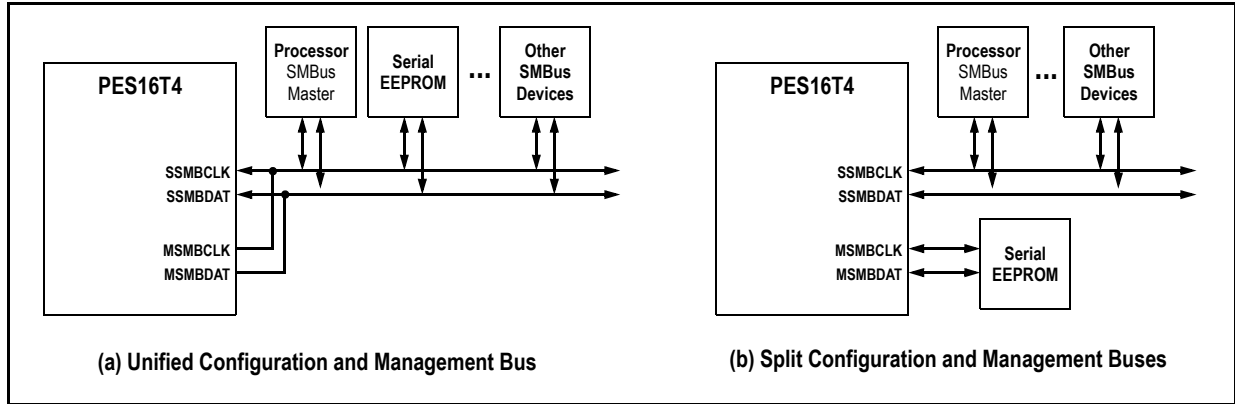 PES16T4
Processor
SMBus
Master
Serial
EEPROM
...
Other
SMBus
Devices
SSMBCLK
SSMBDAT
MSMBCLK
MSMBDAT
(a) Unified Configuration and Management Bus
PES16T4
Processor
SMBus
Master
...
Other
SMBus
Devices
SSMBCLK
SSMBDAT
MSMBCLK
MSMBDAT
Serial
EEPROM
(b) Split Configuration and Management Buses